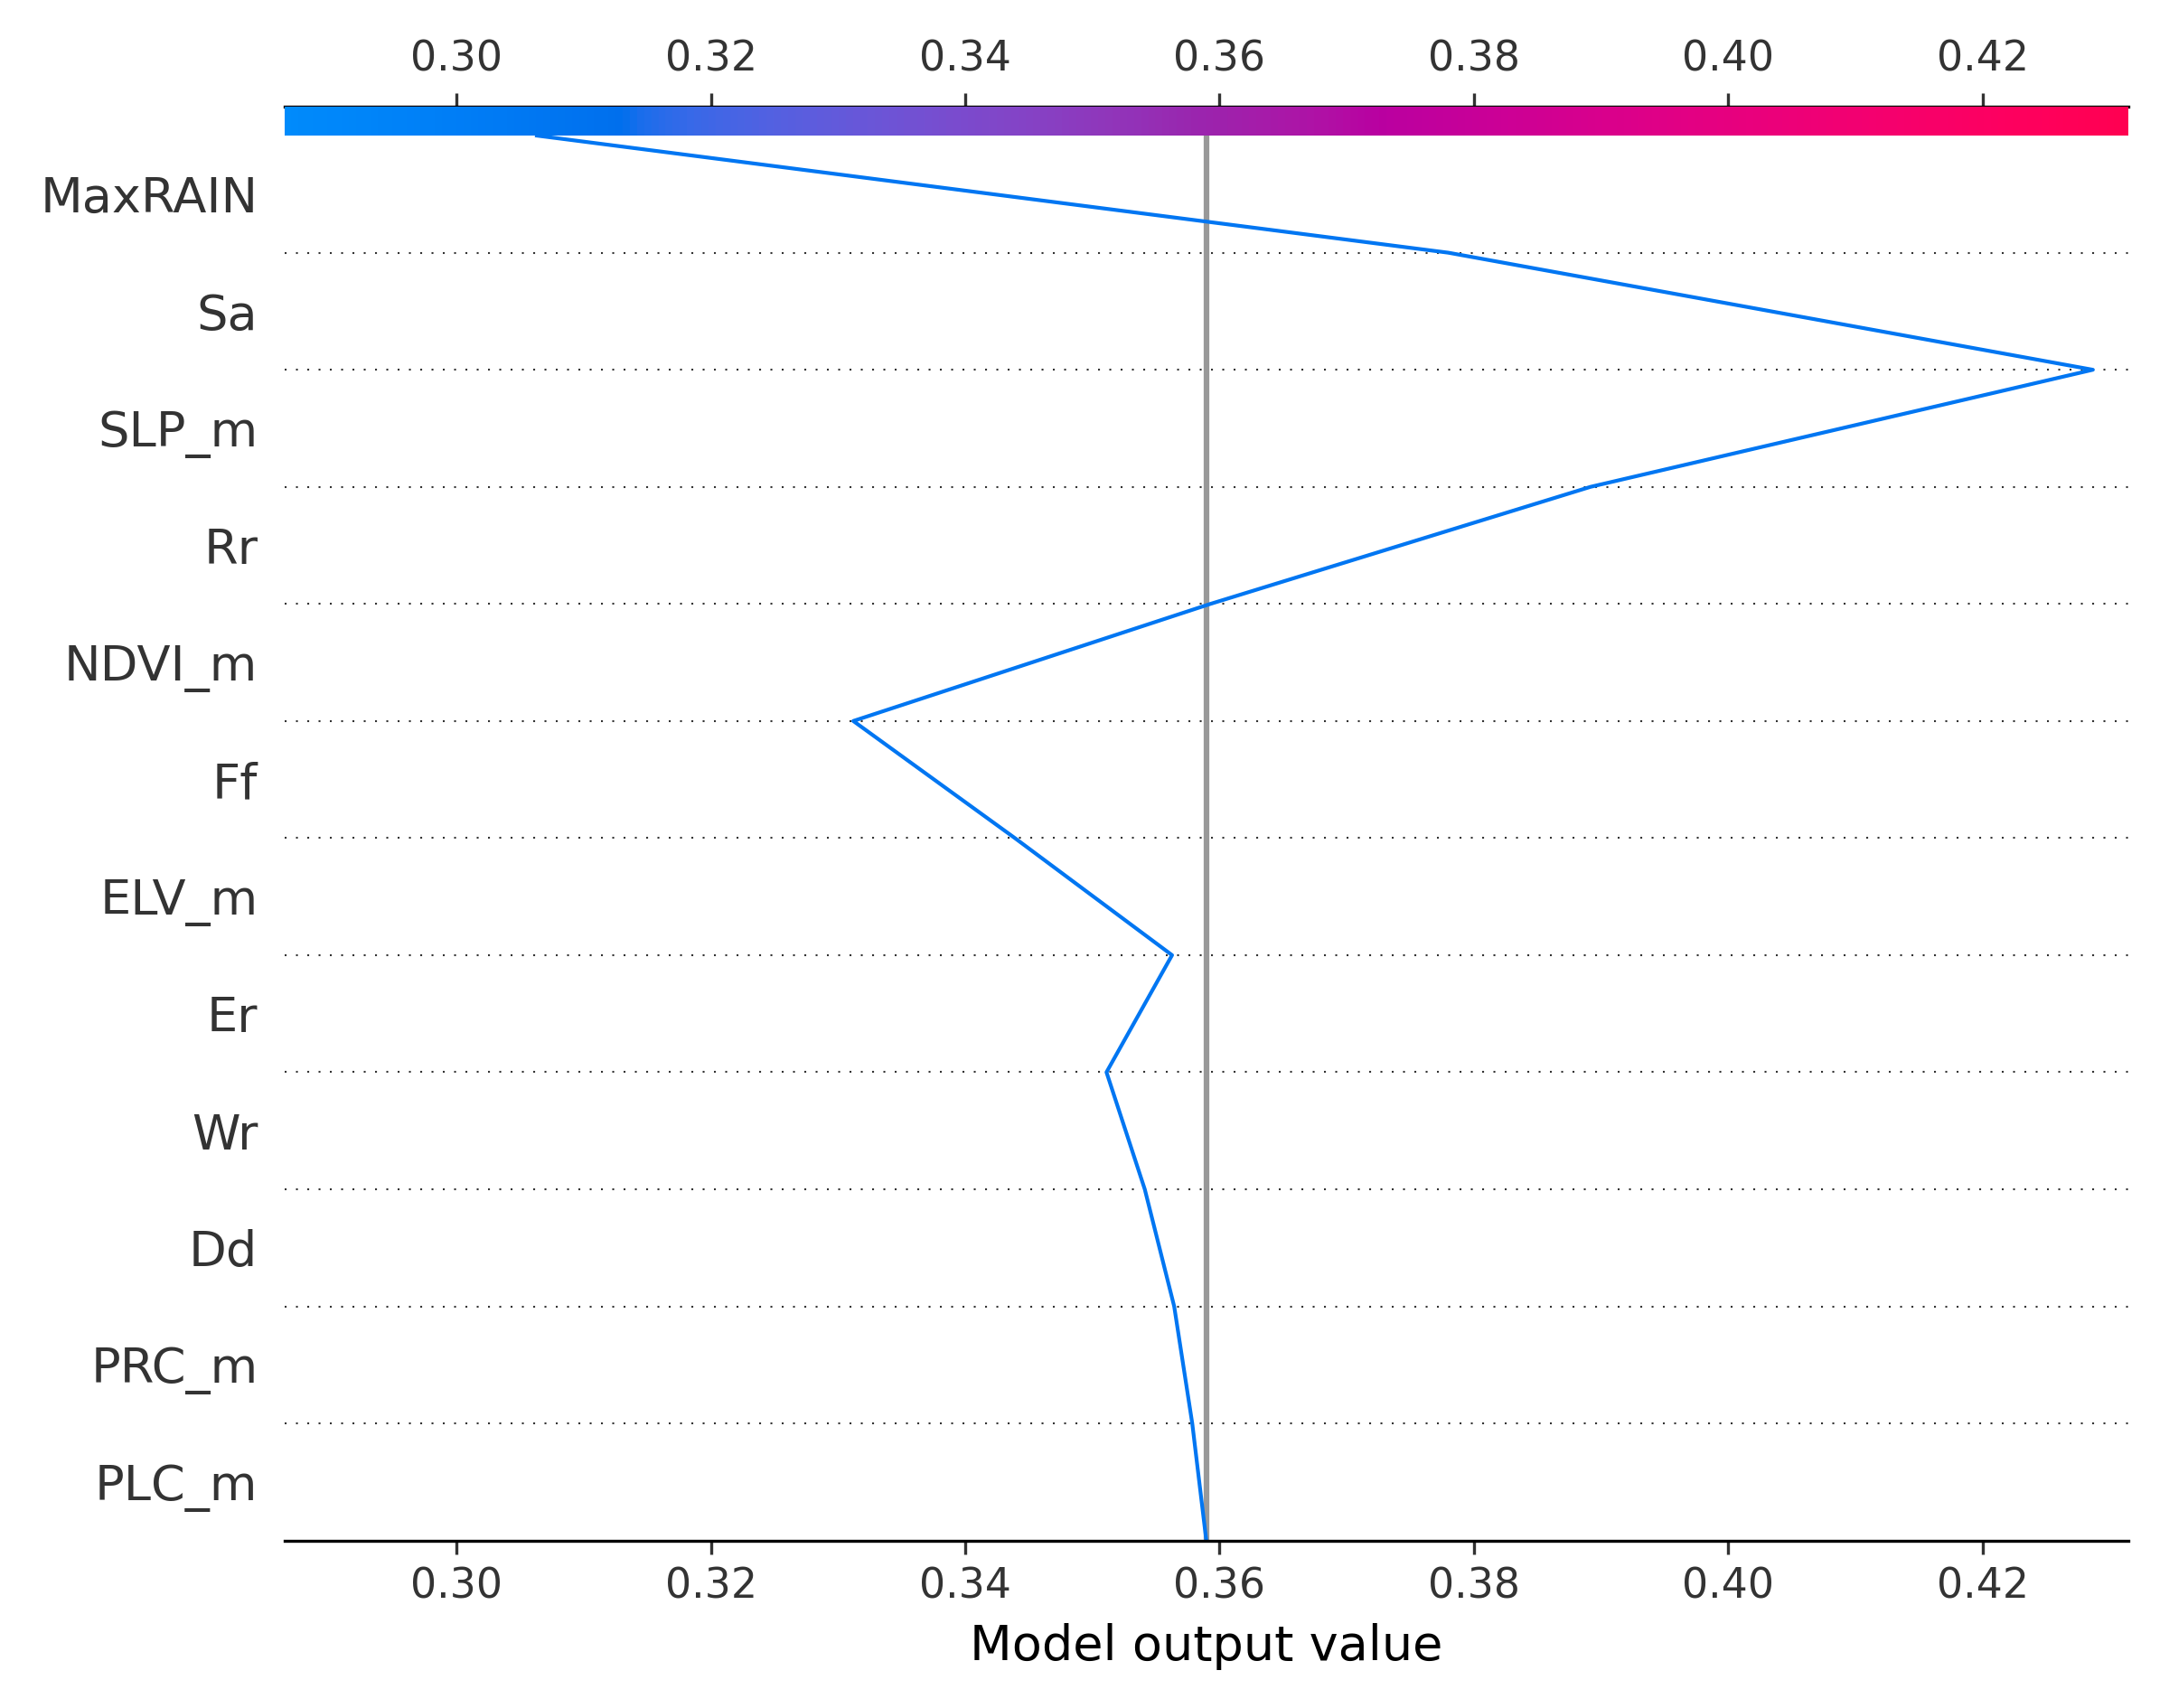 0.30 0.32 0.34 0.36 0.38 0.40 0.42
MaxRAIN
Sa
SLP_m
Rr
NDVI_m
Ff
ELV_m
Er
Wr
Dd
PRC_m
PLC_m
0.30 0.32 0.34 0.36 0.38 0.40 0.42
Model output value